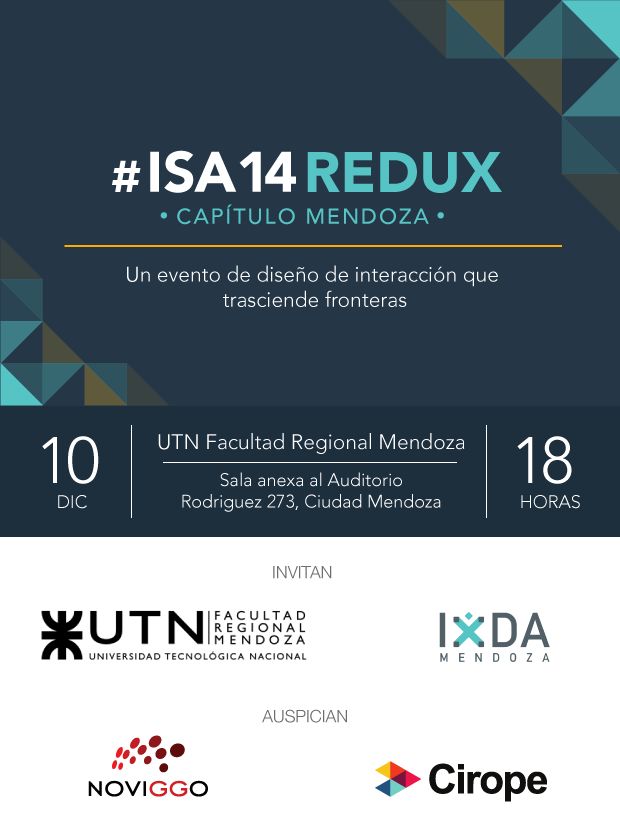 #ISA14 REDUX
• CAPÍTULO MENDOZA •
Un evento de diseño de interacción que
trasciende fronteras
10
DIC
UTN Facultad Regional Mendoza
Sala anexa al Auditorio
Rodriguez 273, Ciudad Mendoza
18
HORAS
INVITAN
UTN
FACULTAD
REGIONAL
MENDOZA
UNIVERSIDAD TECNOLÓGICA NACIONAL
IXDA
MENDOZA
AUSPICIAN
NOVIGGO
Cirope